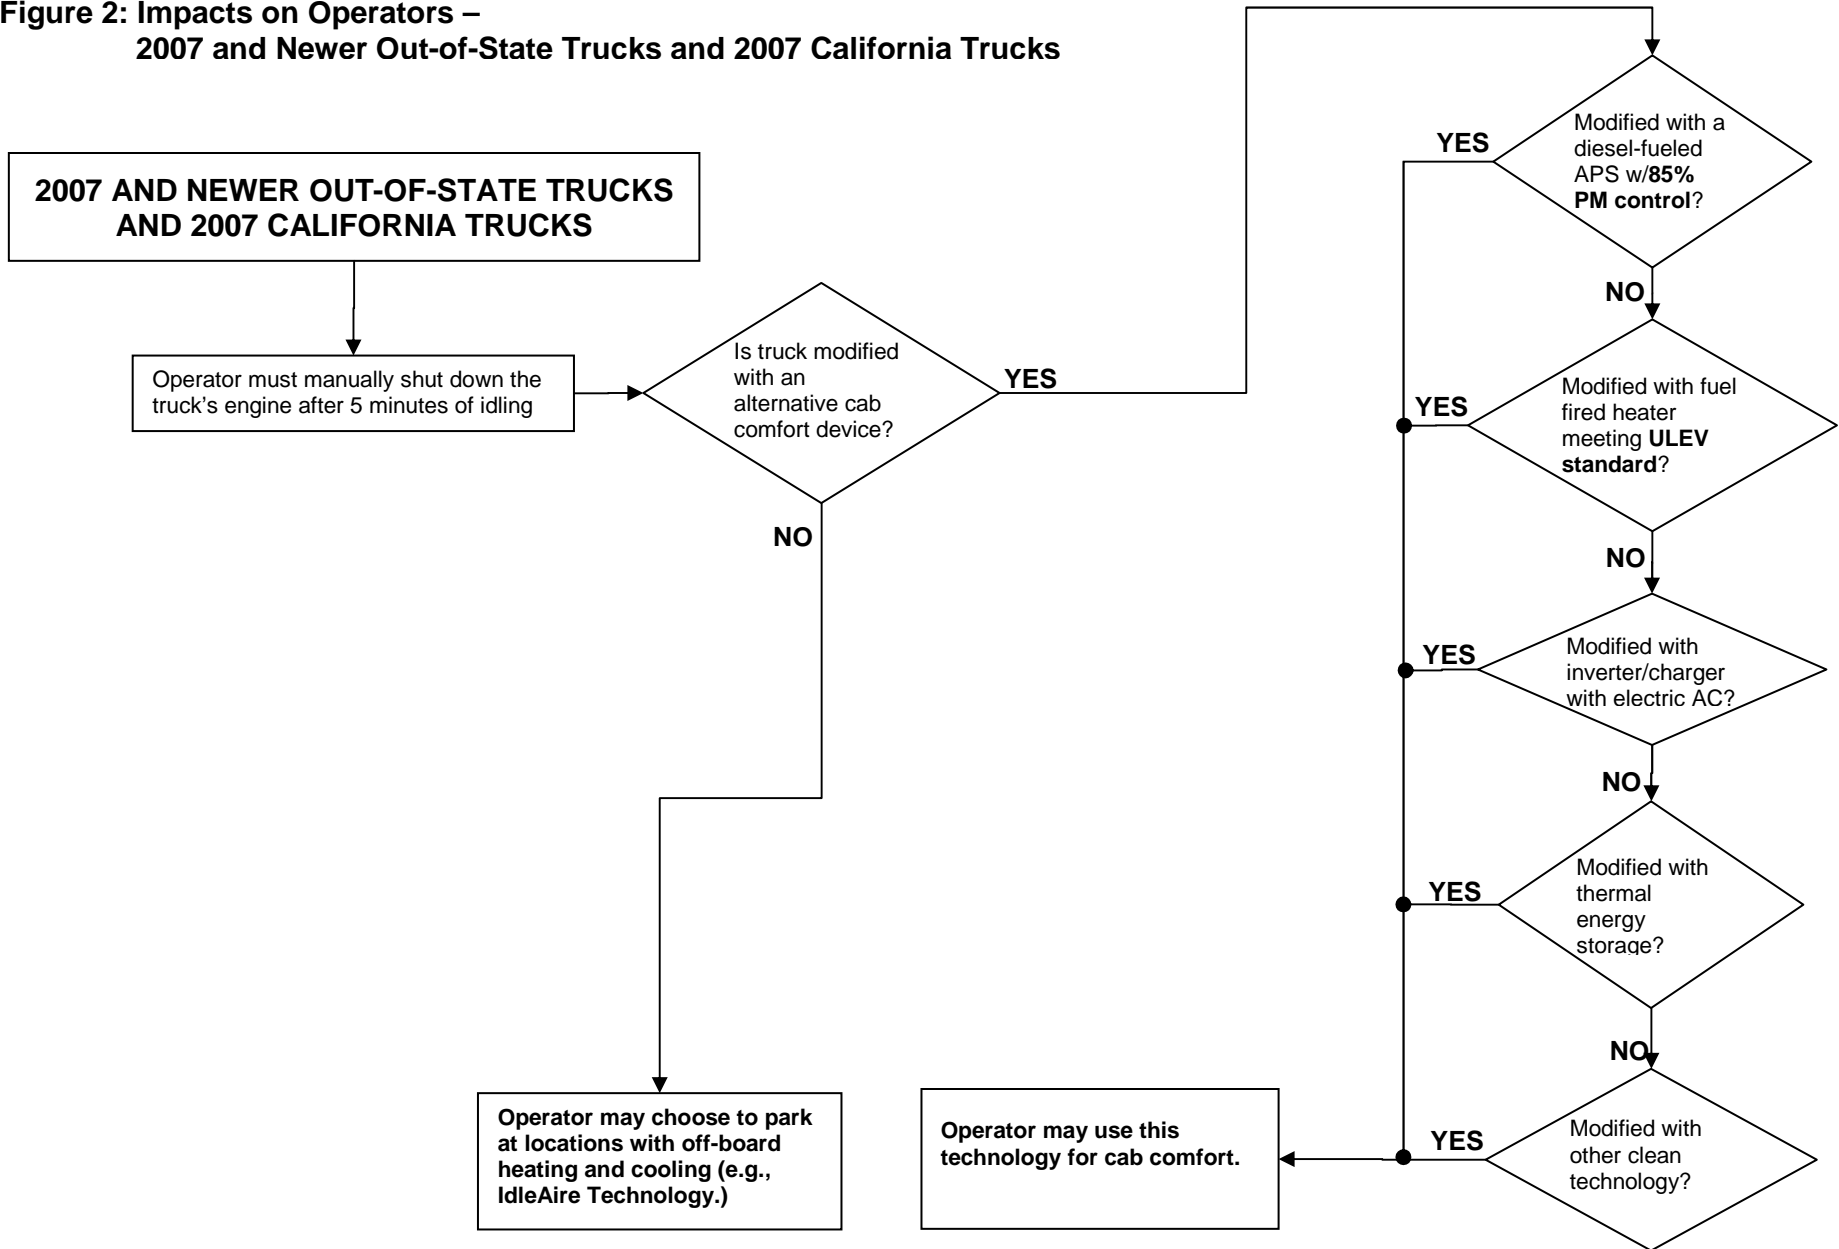 Figure 2: Impacts on Operators –
2007 and Newer Out-of-State Trucks and 2007 California Trucks
2007 AND NEWER OUT-OF-STATE TRUCKS
AND 2007 CALIFORNIA TRUCKS
Operator must manually shut down the
truck's engine after 5 minutes of idling
Is truck modified
with an
alternative cab
comfort device?
YES
NO
Modified with a
diesel-fueled
APS w/85%
PM control?
YES
NO
Modified with fuel
fired heater
meeting ULEV
standard?
YES
NO
Modified with
inverter/charger
with electric AC?
YES
NO
Modified with
thermal
energy
storage?
YES
NO
Modified with
other clean
technology?
YES
Operator may use this
technology for cab comfort.
Operator may choose to park
at locations with off-board
heating and cooling (e.g.,
IdleAire Technology.)